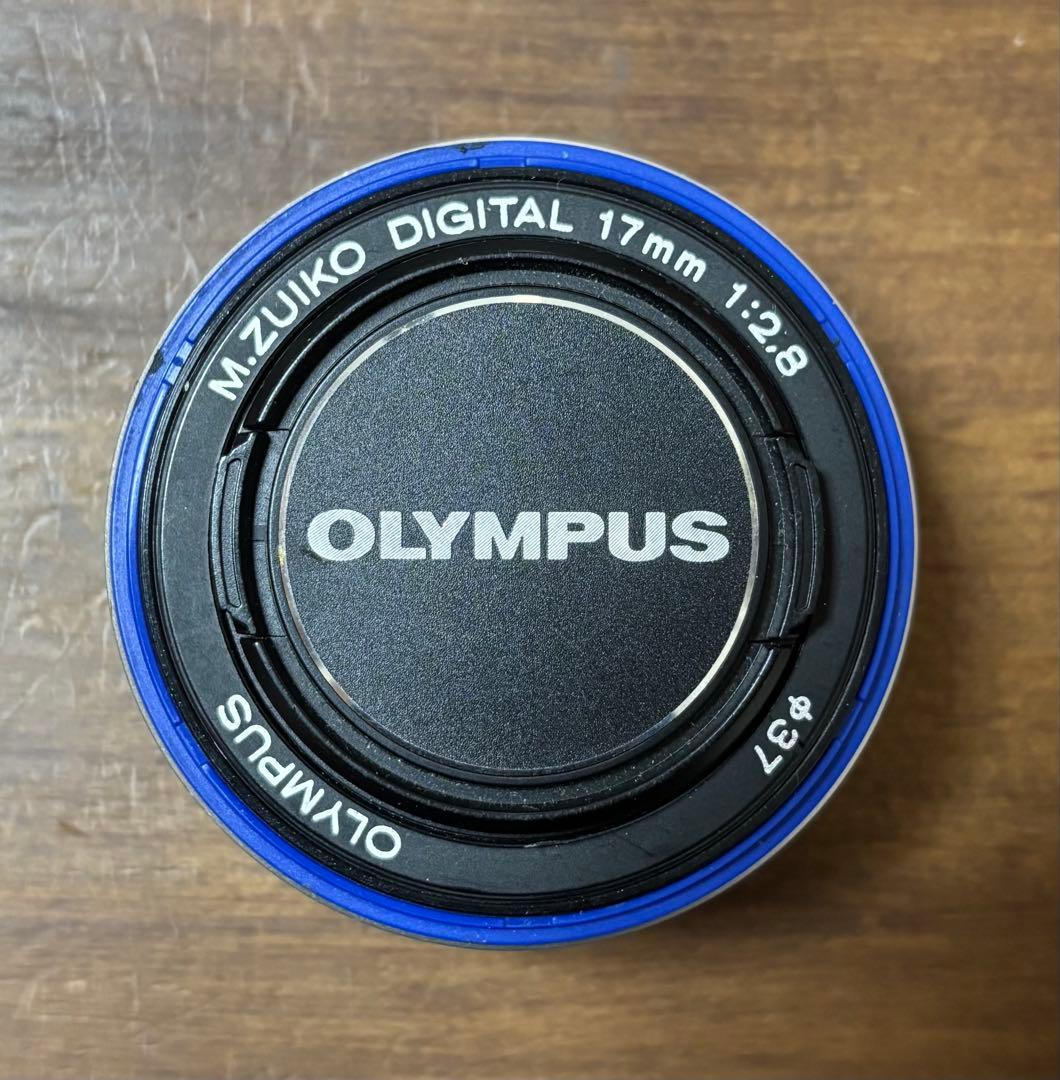 M.ZUIKO DIGITAL 17mm 1:2.8
OLYMPUS
OLYMPUS
φ37